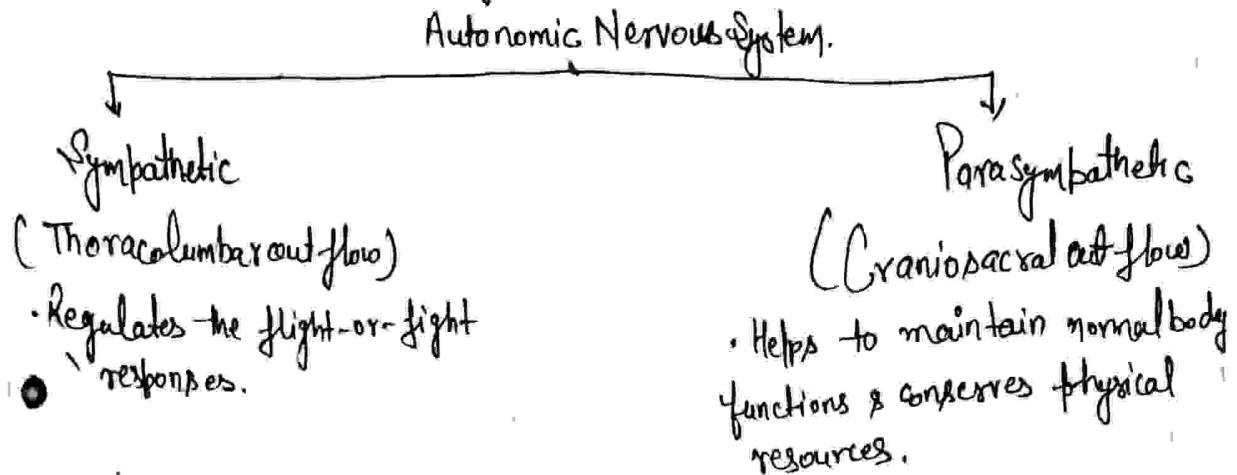 Autonomic Nervous System.
Sympathetic
(Thoracolumbar out flow)
• Regulates the flight-or-fight
responses.
Parasympathetic
(Craniosacral out flow)
• Helps to maintain normal body
functions & conserves physical
resources.